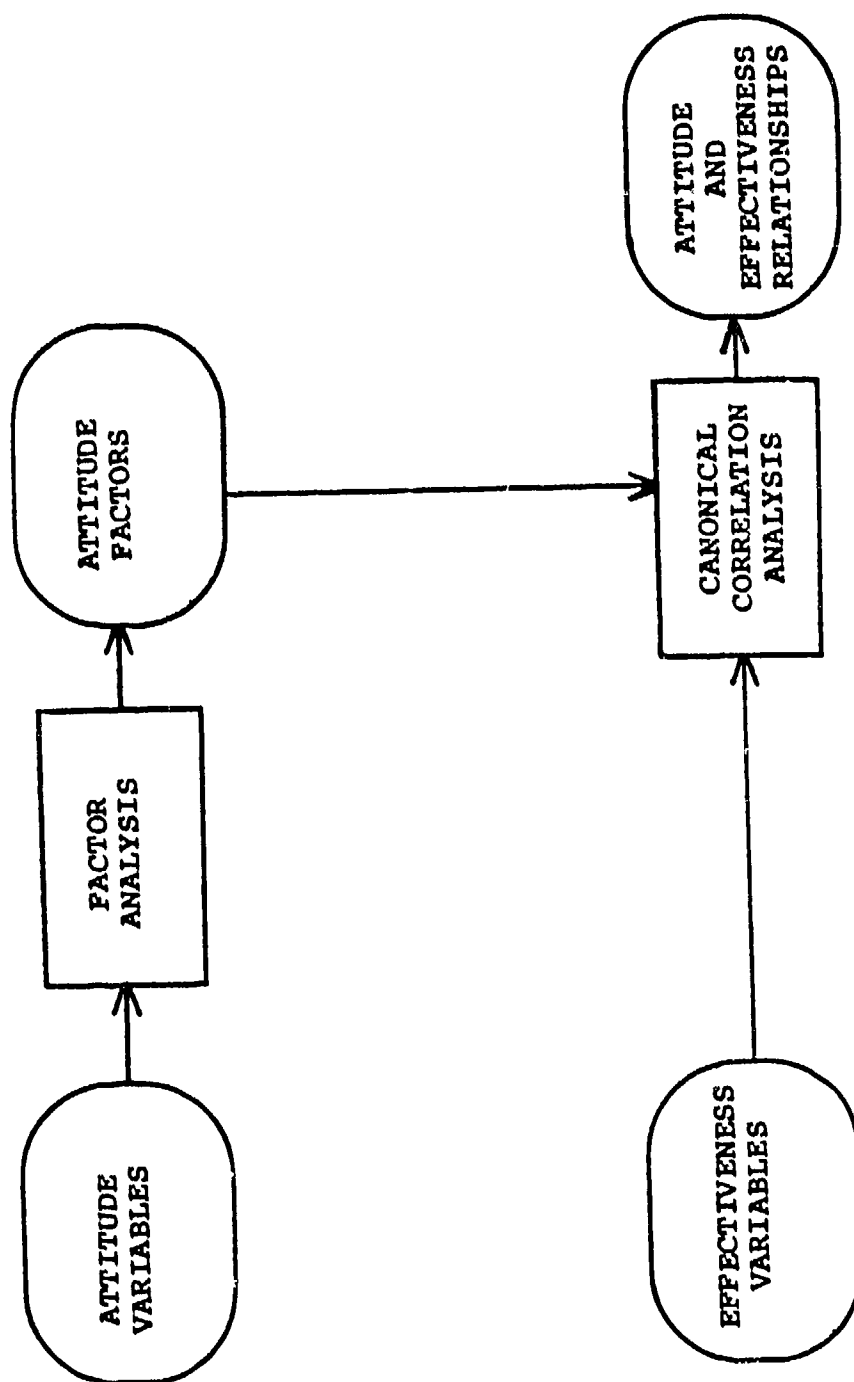 ATTITUDE
VARIABLES
FACTOR
ANALYSIS
ATTITUDE
FACTORS
EFFECTIVENESS
VARIABLES
CANONICAL
CORRELATION
ANALYSIS
ATTITUDE
AND
EFFECTIVENESS
RELATIONSHIPS